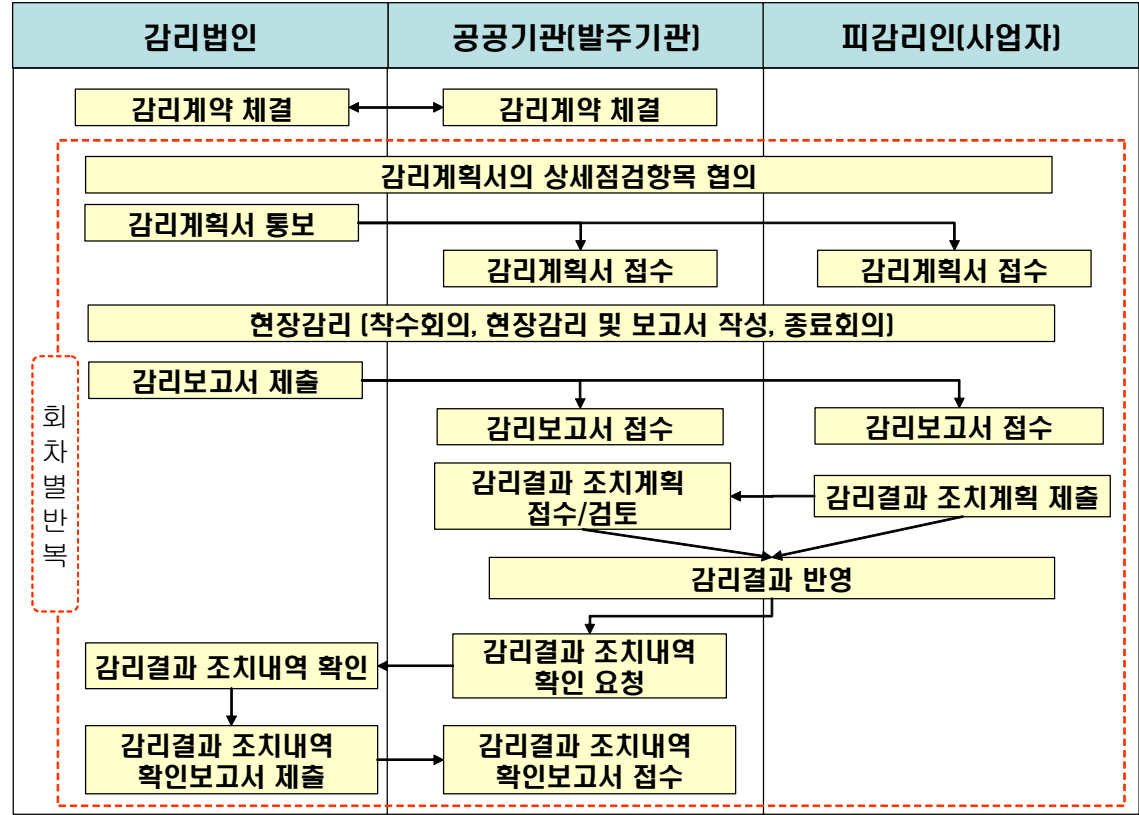 감리법인
공공기관(발주기관)
피감리인(사업자)
감리계약 체결
감리계약 체결
감리계획서의 상세점검항목 협의
감리계획서 통보
감리계획서 접수
감리계획서 접수
현장감리 (착수회의, 현장감리 및 보고서 작성, 종료회의)
회차별반복
감리보고서 제출
감리보고서 접수
감리보고서 접수
감리결과 조치계획
접수/검토
감리결과 조치계획 제출
감리결과 반영
감리결과 조치내역 확인
감리결과 조치내역
확인 요청
감리결과 조치내역
확인보고서 제출
감리결과 조치내역
확인보고서 접수